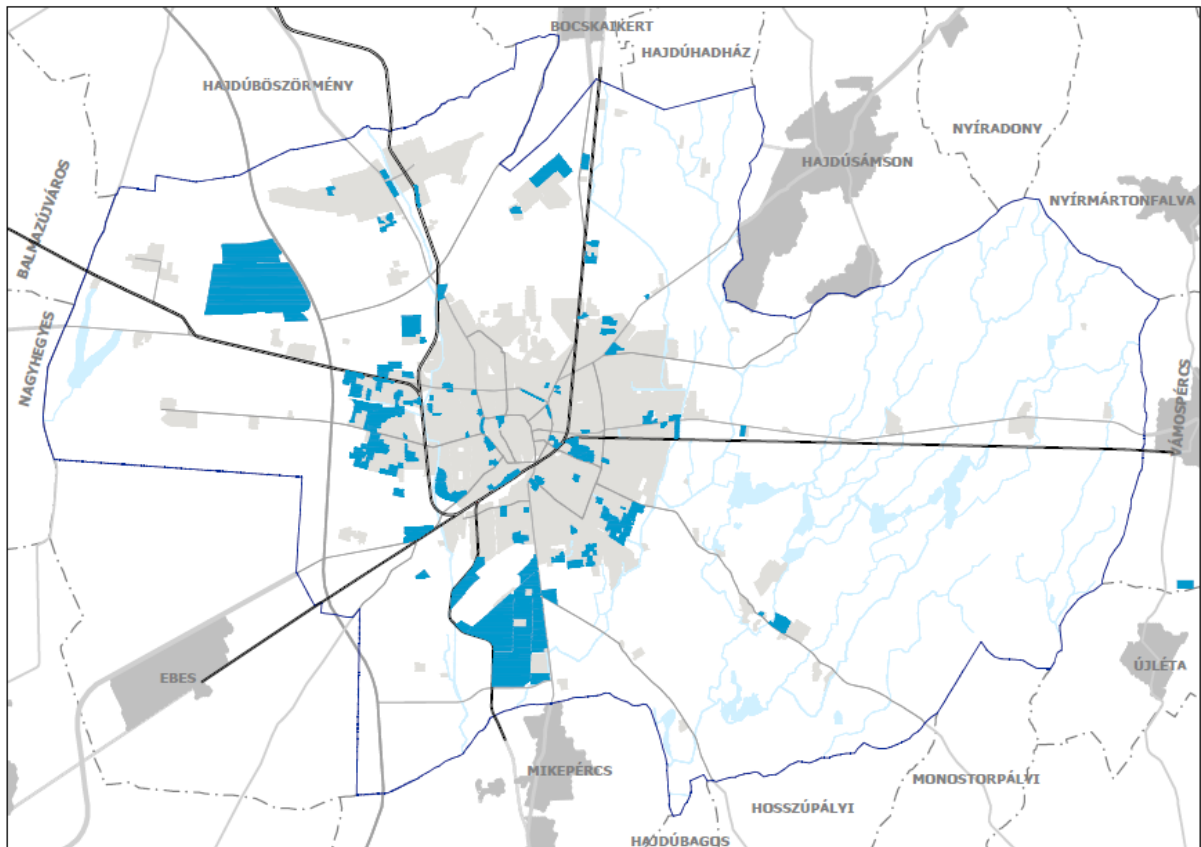 BOCSKAIKERT
HAJDÚHADHÁZ
HAJDÚBÖSZÖRMÉNY
NYÍRADONY
HAJDÚSÁMSON
NYÍRMÁRTONFALVA
BALMAZÚJVÁROS
NAGYHEGYES
VÁMOSPÉRCS
EBES
ÚJLÉTA
MIKEPÉRCS
MONOSTORPÁLYI
HOSSZÚPÁLYI
HAJDÚBAGOS